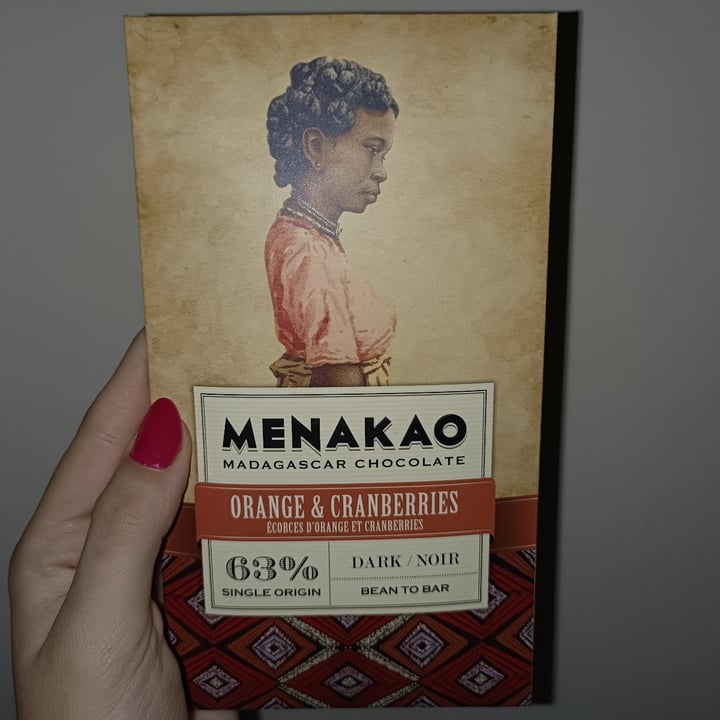 MENAKAO
MADAGASCAR CHOCOLATE
ORANGE & CRANBERRIES
ÉCORCES D'ORANGE ET CRANBERRIES
63%
SINGLE ORIGIN
DARK / NOIR
BEAN TO BAR